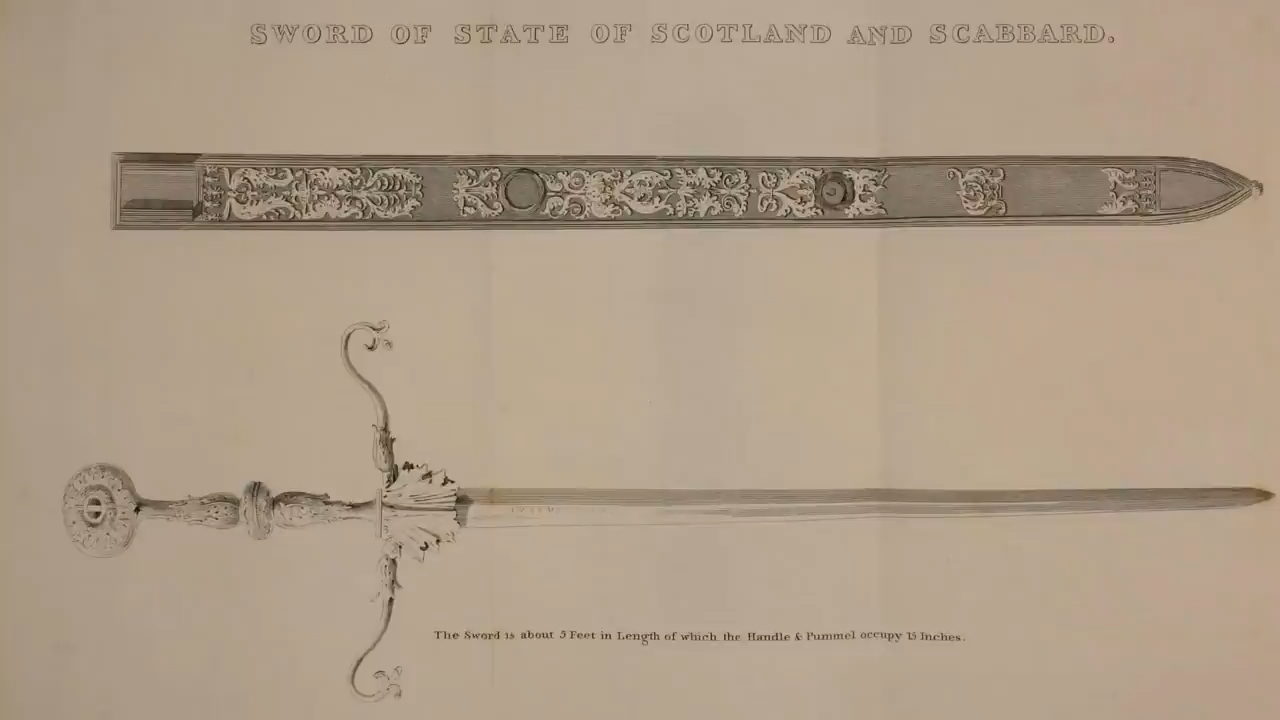 SWORD OF STATE OF SCOTLAND AND SCABBARD.
The Sword is about 5 Feet in Length of which the Handle & Pummel occupy 15 Inches.